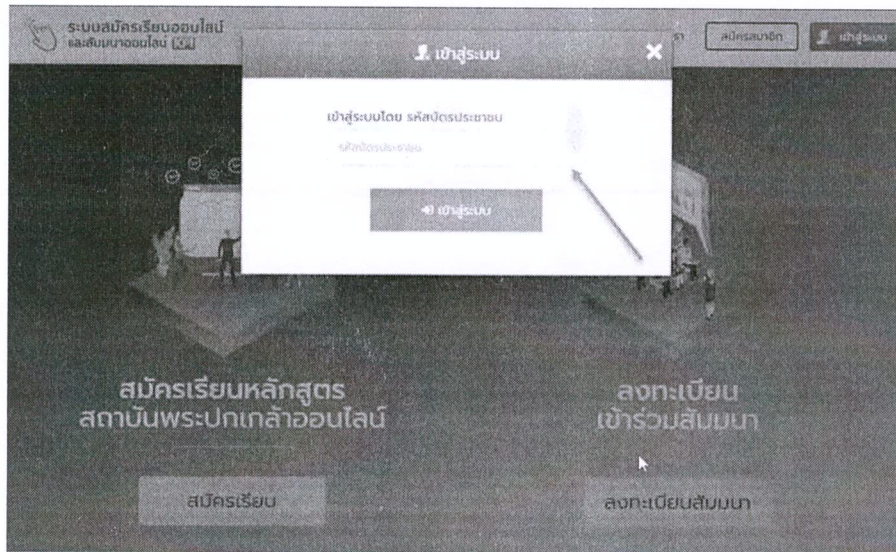 ระบบสมัครเรียนออนไลน์
และสัมมนาออนไลน์ KPI
สมัครสมาชิก
เข้าสู่ระบบ
เข้าสู่ระบบ
เข้าสู่ระบบโดย รหัสบัตรประชาชน
รหัสบัตรประชาชน
เข้าสู่ระบบ
สมัครเรียนหลักสูตร
สถาบันพระปกเกล้าออนไลน์
ลงทะเบียน
เข้าร่วมสัมมนา
สมัครเรียน
ลงทะเบียนสัมมนา